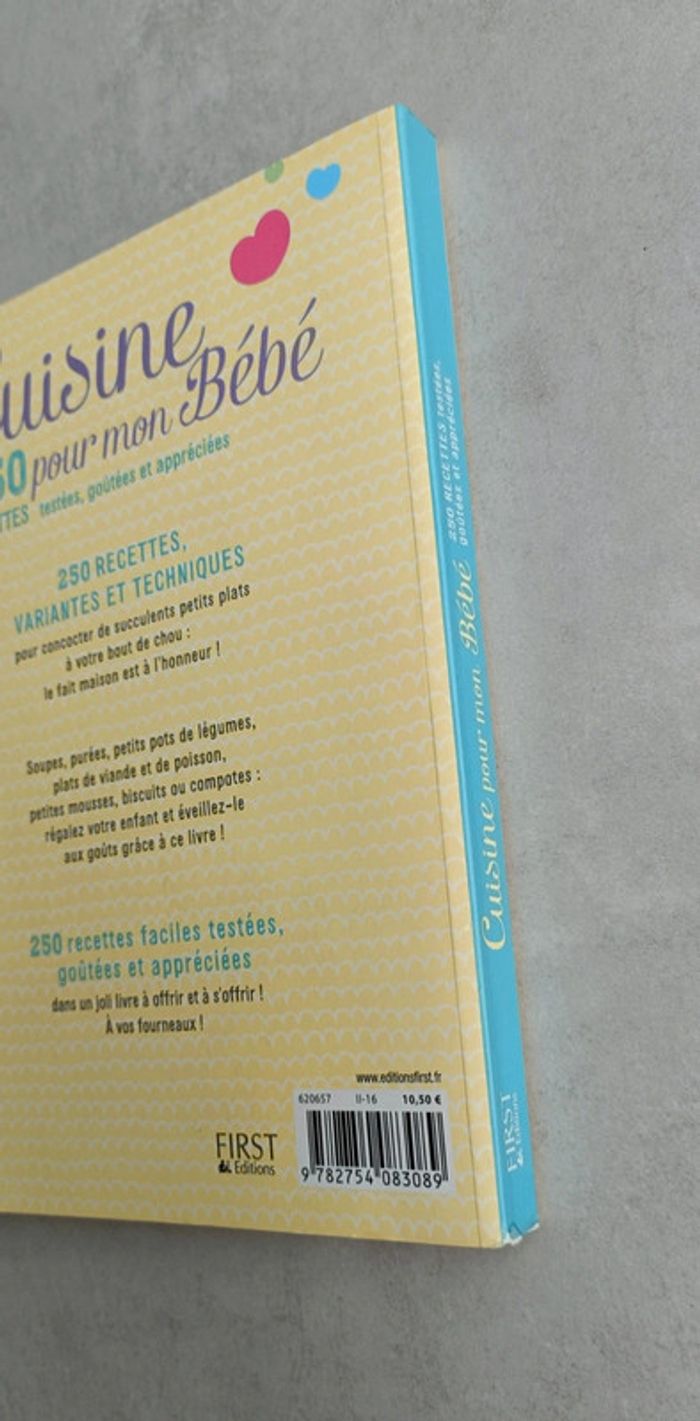 Cuisine
50 pour mon Bébé
TTES testées, goûtées et appréciées
250 RECETTES,
VARIANTES ET TECHNIQUES
pour concocter de succulents petits plats
à votre bout de chou :
le fait maison est à l'honneur !
Soupes, purées, petits pots de légumes,
plats de viande et de poisson,
petites mousses, biscuits ou compotes :
régalez votre enfant et éveillez-le
aux goûts grâce à ce livre !
250 recettes faciles testées,
goûtées et appréciées
dans un joli livre à offrir et à s'offrir !
À vos fourneaux !
www.editionsfirst.fr
620657 II-16 10,50 €
9 782754 083089
FIRST
Editions
Cuisine pour mon Bébé
250 RECETTES testées,
goûtées et appréciées
FIRST
Editions